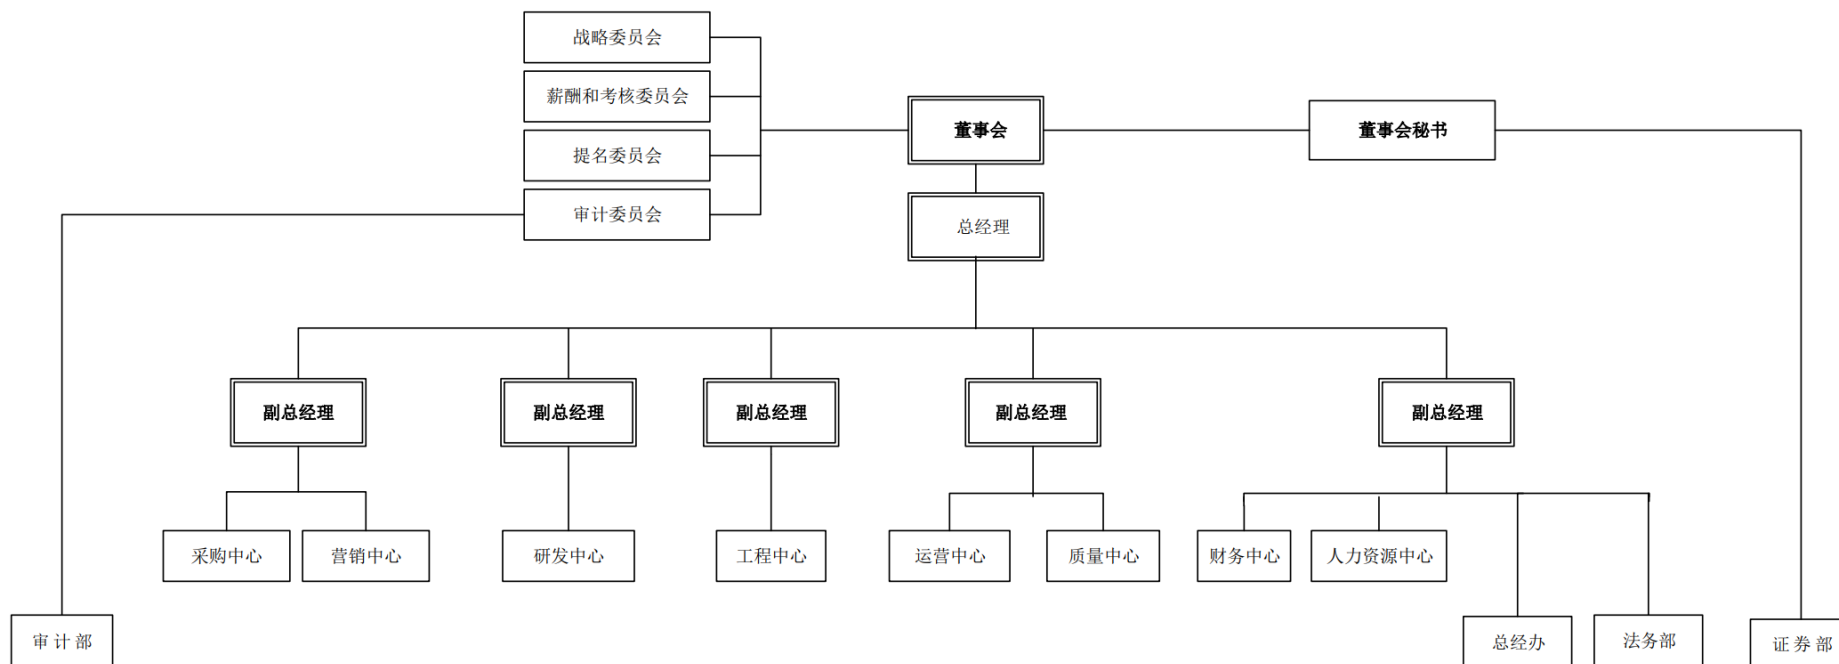 战略委员会
薪酬和考核委员会
提名委员会
审计委员会
董事会
董事会秘书
总经理
副总经理
副总经理
副总经理
副总经理
副总经理
采购中心
营销中心
研发中心
工程中心
运营中心
质量中心
财务中心
人力资源中心
审计部
总经办
法务部
证券部